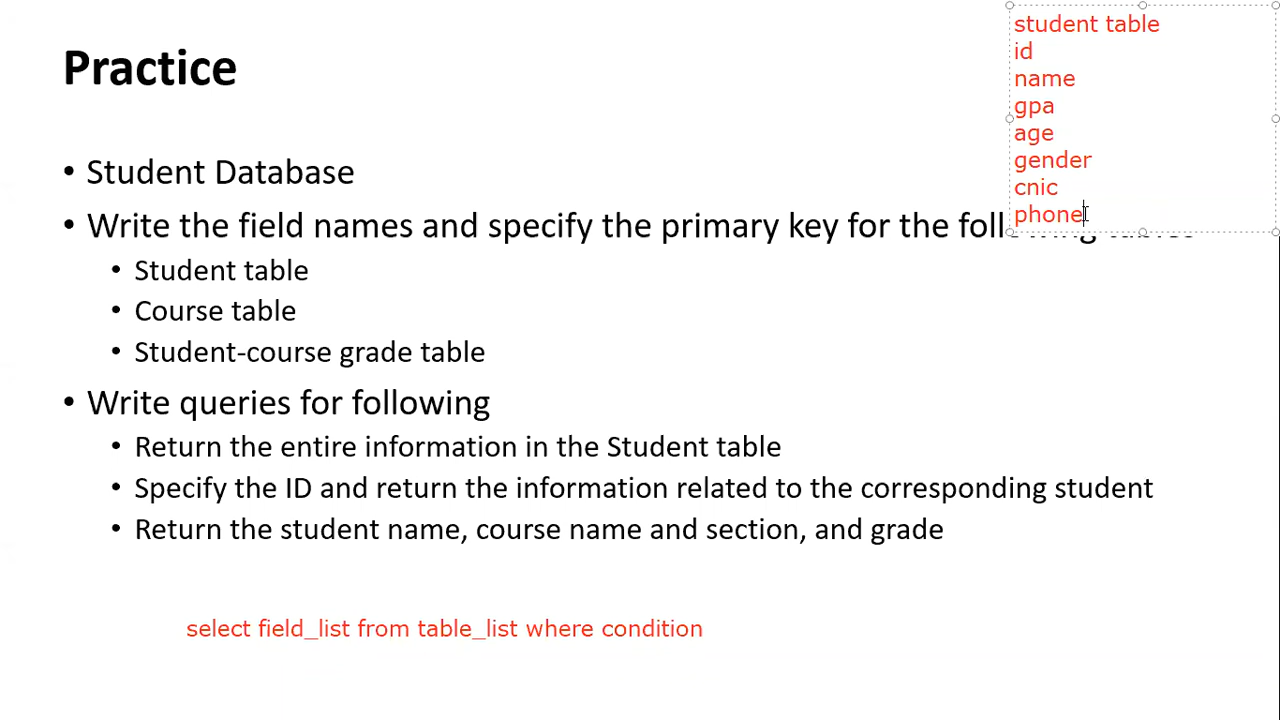 Practice
student table
id
name
gpa
age
gender
cnic
phone
• Student Database
• Write the field names and specify the primary key for the following tables
• Student table
• Course table
• Student-course grade table
• Write queries for following
• Return the entire information in the Student table
• Specify the ID and return the information related to the corresponding student
• Return the student name, course name and section, and grade
select field_list from table_list where condition